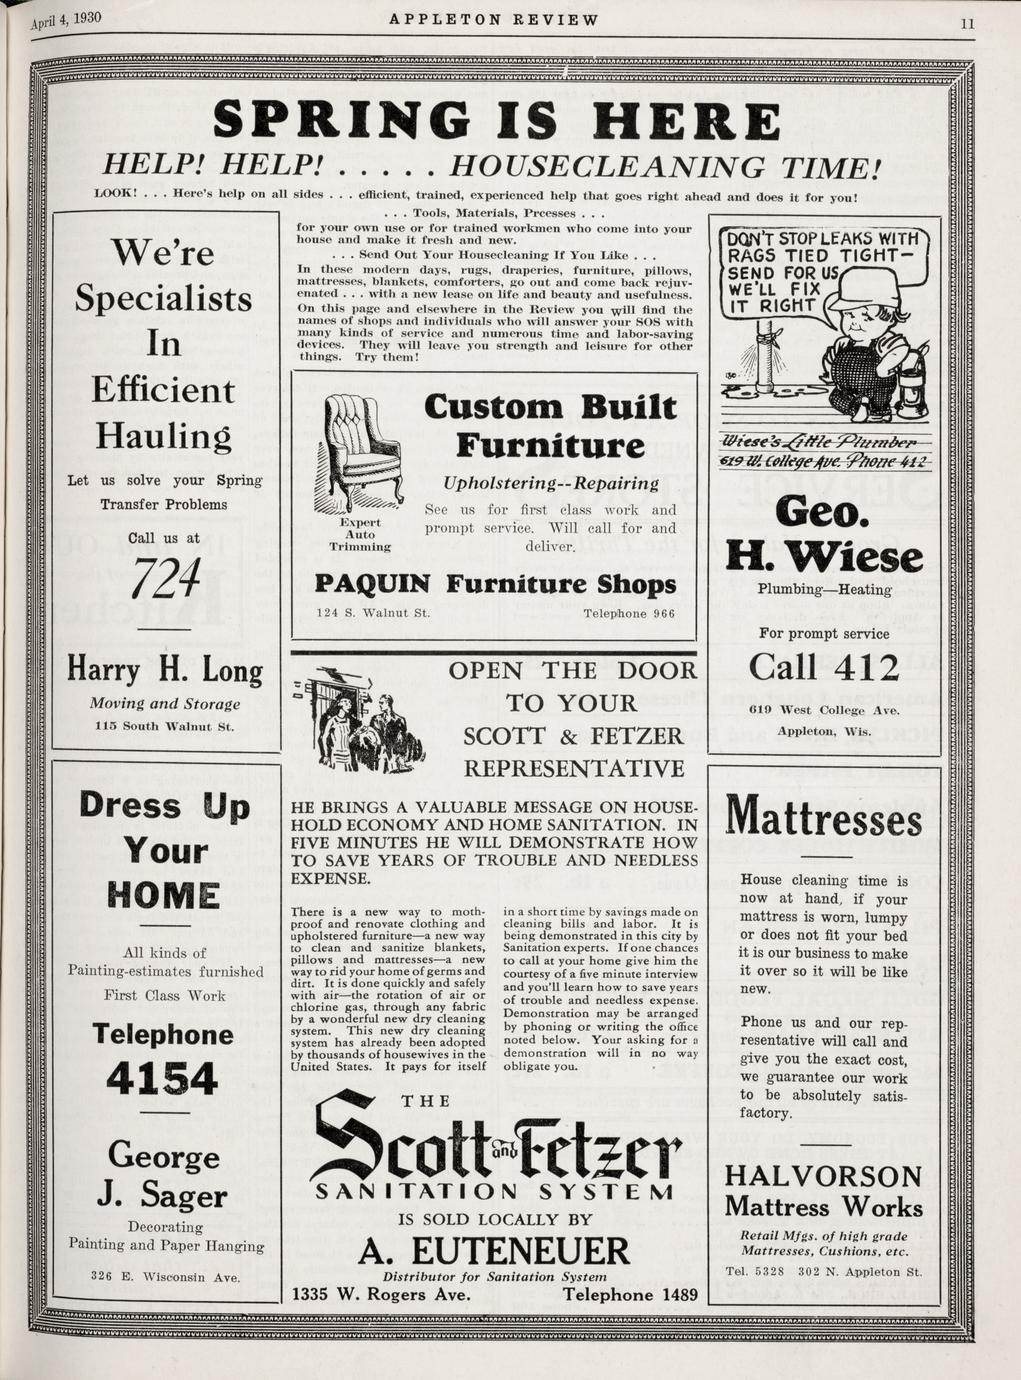 April 4, 1930
APPLETON REVIEW
11
SPRING IS HERE
HELP! HELP! . . . . . HOUSECLEANING TIME!
LOOK! . . . Here's help on all sides . . . efficient, trained, experienced help that goes right ahead and does it for you!
. . . Tools, Materials, Prcesses . . .
for your own use or for trained workmen who come into your
house and make it fresh and new.
. . . Send Out Your Housecleaning If You Like . . .
In these modern days, rugs, draperies, furniture, pillows,
mattresses, blankets, comforters, go out and come back rejuv-
enated . . . with a new lease on life and beauty and usefulness.
On this page and elsewhere in the Review you will find the
names of shops and individuals who will answer your SOS with
many kinds of service and numerous time and labor-saving
devices. They will leave you strength and leisure for other
things. Try them!
We're
Specialists
In
Efficient
Hauling
Let us solve your Spring
Transfer Problems
Call us at
724
Harry H. Long
Moving and Storage
115 South Walnut St.
Custom Built
Furniture
Upholstering--Repairing
See us for first class work and
prompt service. Will call for and
deliver.
Expert
Auto
Trimming
PAQUIN Furniture Shops
124 S. Walnut St. Telephone 966
DON'T STOP LEAKS WITH
RAGS TIED TIGHT—
SEND FOR US
WE'LL FIX
IT RIGHT
Wiese's Little Plumber
619 W. College Ave. Phone 412
Geo.
H. Wiese
Plumbing—Heating
For prompt service
Call 412
619 West College Ave.
Appleton, Wis.
Dress Up
Your
HOME
All kinds of
Painting-estimates furnished
First Class Work
Telephone
4154
George
J. Sager
Decorating
Painting and Paper Hanging
326 E. Wisconsin Ave.
OPEN THE DOOR
TO YOUR
SCOTT & FETZER
REPRESENTATIVE
HE BRINGS A VALUABLE MESSAGE ON HOUSE-
HOLD ECONOMY AND HOME SANITATION. IN
FIVE MINUTES HE WILL DEMONSTRATE HOW
TO SAVE YEARS OF TROUBLE AND NEEDLESS
EXPENSE.
There is a new way to moth-
proof and renovate clothing and
upholstered furniture—a new way
to clean and sanitize blankets,
pillows and mattresses—a new
way to rid your home of germs and
dirt. It is done quickly and safely
with air—the rotation of air or
chlorine gas, through any fabric
by a wonderful new dry cleaning
system. This new dry cleaning
system has already been adopted
by thousands of housewives in the
United States. It pays for itself
in a short time by savings made on
cleaning bills and labor. It is
being demonstrated in this city by
Sanitation experts. If one chances
to call at your home give him the
courtesy of a five minute interview
and you'll learn how to save years
of trouble and needless expense.
Demonstration may be arranged
by phoning or writing the office
noted below. Your asking for a
demonstration will in no way
obligate you.
THE
Scott and Fetzer
SANITATION SYSTEM
IS SOLD LOCALLY BY
A. EUTENEUER
Distributor for Sanitation System
1335 W. Rogers Ave. Telephone 1489
Mattresses
House cleaning time is
now at hand, if your
mattress is worn, lumpy
or does not fit your bed
it is our business to make
it over so it will be like
new.
Phone us and our rep-
resentative will call and
give you the exact cost,
we guarantee our work
to be absolutely satis-
factory.
HALVORSON
Mattress Works
Retail Mfgs. of high grade
Mattresses, Cushions, etc.
Tel. 5328 302 N. Appleton St.